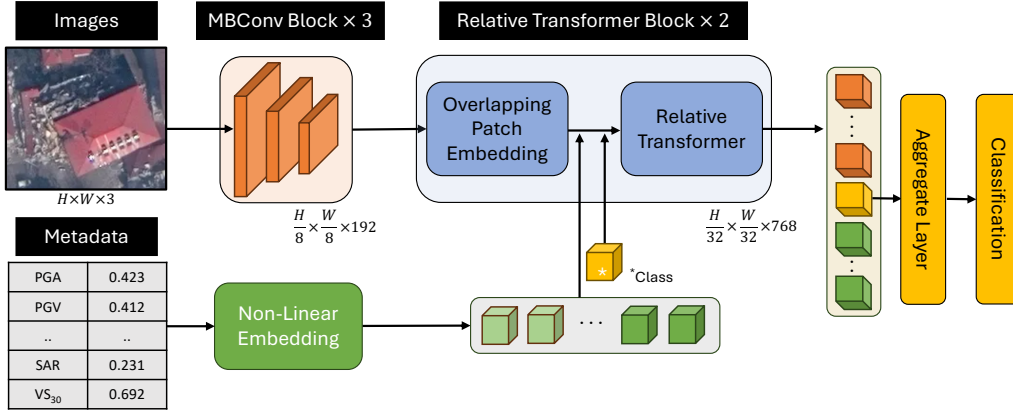 Images
MBConv Block × 3
Relative Transformer Block × 2
Overlapping
Patch
Embedding
Relative
Transformer
H×W×3
H/8 × W/8 ×192
H/32 × W/32 ×768
Metadata
PGA 0.423
PGV 0.412
.. ..
SAR 0.231
VS₃₀ 0.692
Non-Linear
Embedding
*
*Class
...
Aggregate Layer
Classification